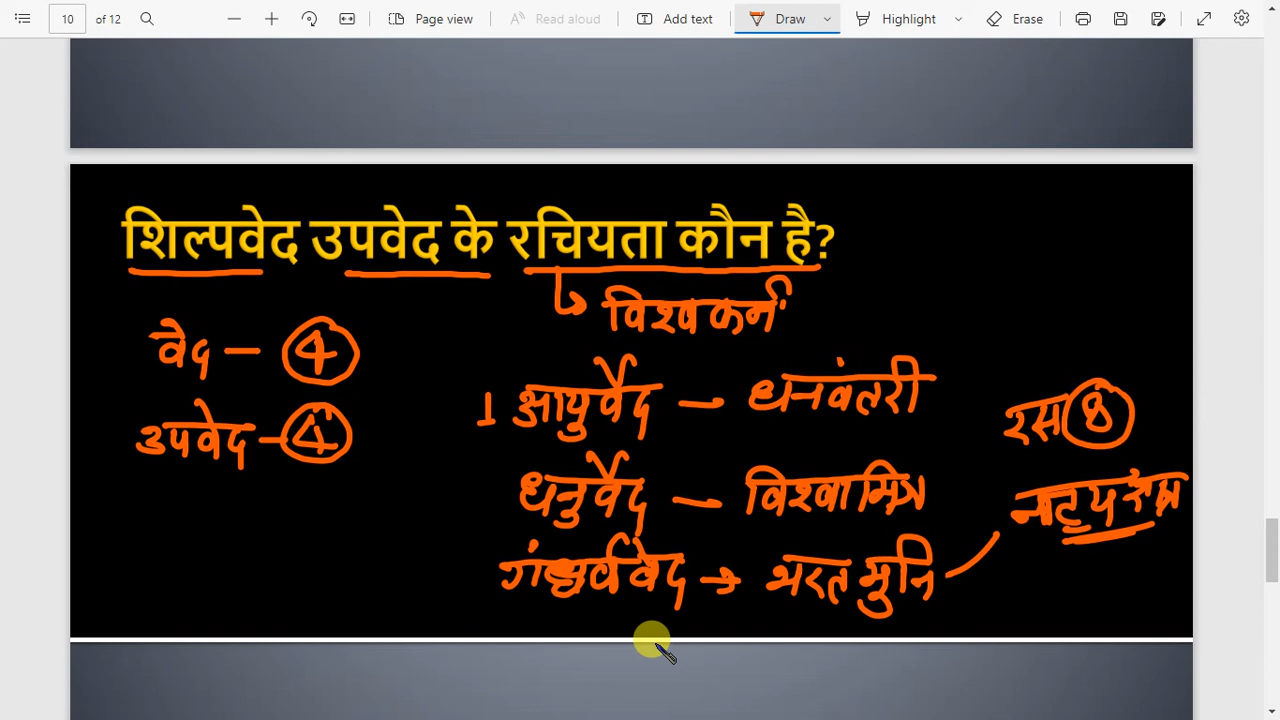 10 of 12 Page view Read aloud Add text Draw Highlight Erase
शिल्पवेद उपवेद के रचियता कौन है?
विश्वकर्मा
वेद – 4
उपवेद – 4
1 आयुर्वेद – धनवंतरी
रस 8
धनुर्वेद – विश्वामित्र
नाट्य
गंधर्ववेद → भरत मुनि